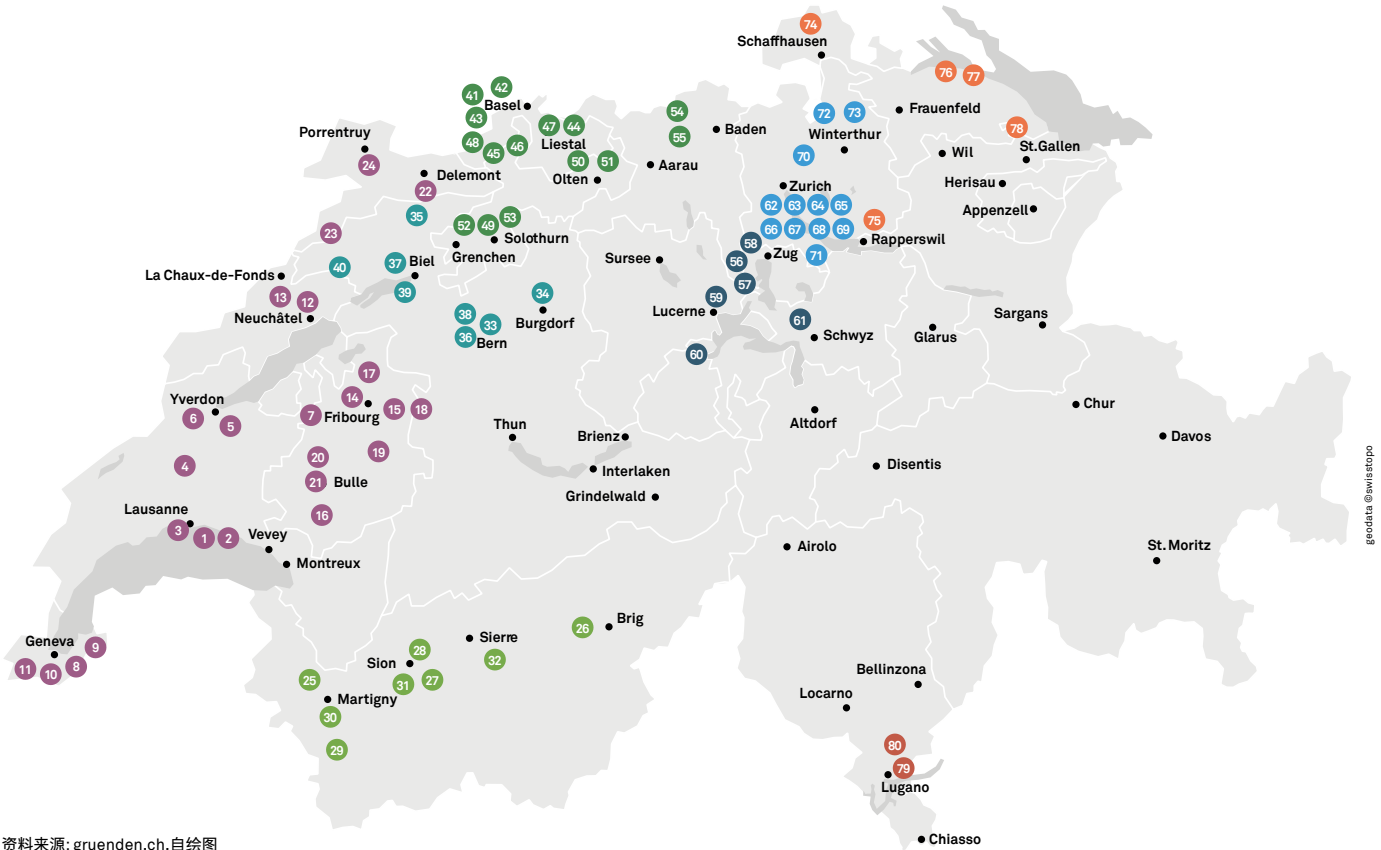 74
Schaffhausen
76
77
41
42
Basel
43
47
44
54
72
73
Frauenfeld
78
Porrentruy
48
45
46
Liestal
55
Baden
Winterthur
St.Gallen
24
50
51
Olten
Aarau
70
Wil
Delemont
22
Zurich
Herisau
35
62
63
64
65
Appenzell
23
52
49
53
Solothurn
66
67
68
69
75
Rapperswil
40
37
Biel
Grenchen
Sursee
58
56
Zug
71
La Chaux-de-Fonds
13
12
39
34
57
59
Neuchâtel
38
33
Burgdorf
Lucerne
61
Schwyz
Sargans
36
Bern
60
Glarus
17
Yverdon
14
6
5
7
Fribourg
15
18
Thun
Brienz
Altdorf
Chur
Davos
4
20
19
Interlaken
Disentis
21
Bulle
Grindelwald
Lausanne
16
3
1
2
Vevey
Montreux
Airolo
St. Moritz
geodata ©swisstopo
Geneva
9
11
10
8
26
Brig
Sierre
28
32
Sion
25
31
27
Martigny
30
29
Bellinzona
Locarno
80
79
Lugano
Chiasso
资料来源: gruenden.ch,自绘图